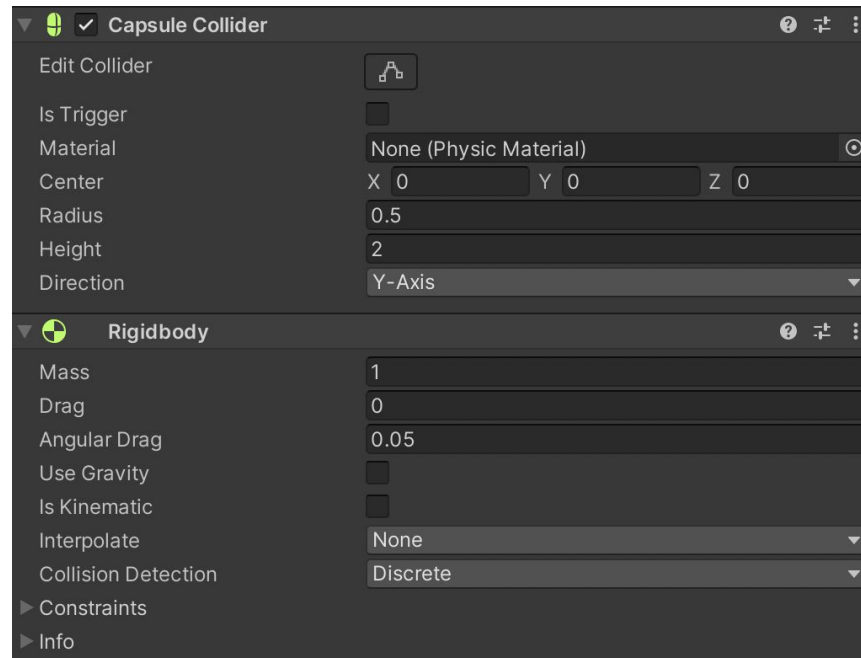 Capsule Collider
Edit Collider
Is Trigger
Material None (Physic Material)
Center X 0 Y 0 Z 0
Radius 0.5
Height 2
Direction Y-Axis
Rigidbody
Mass 1
Drag 0
Angular Drag 0.05
Use Gravity
Is Kinematic
Interpolate None
Collision Detection Discrete
Constraints
Info